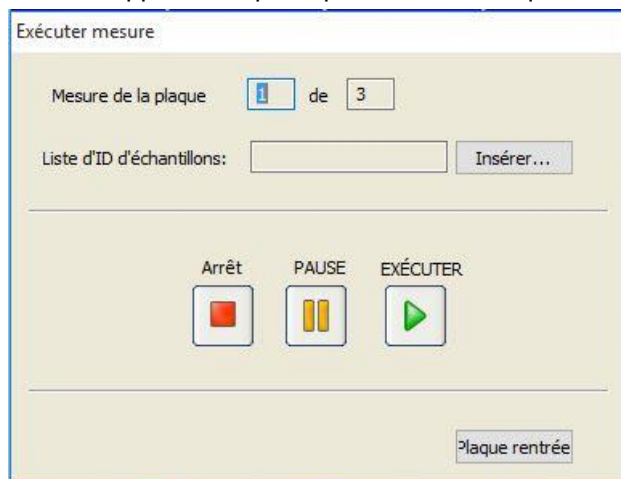 Exécuter mesure
Mesure de la plaque 1 de 3
Liste d'ID d'échantillons: Insérer...
Arrêt PAUSE EXÉCUTER
Plaque rentrée